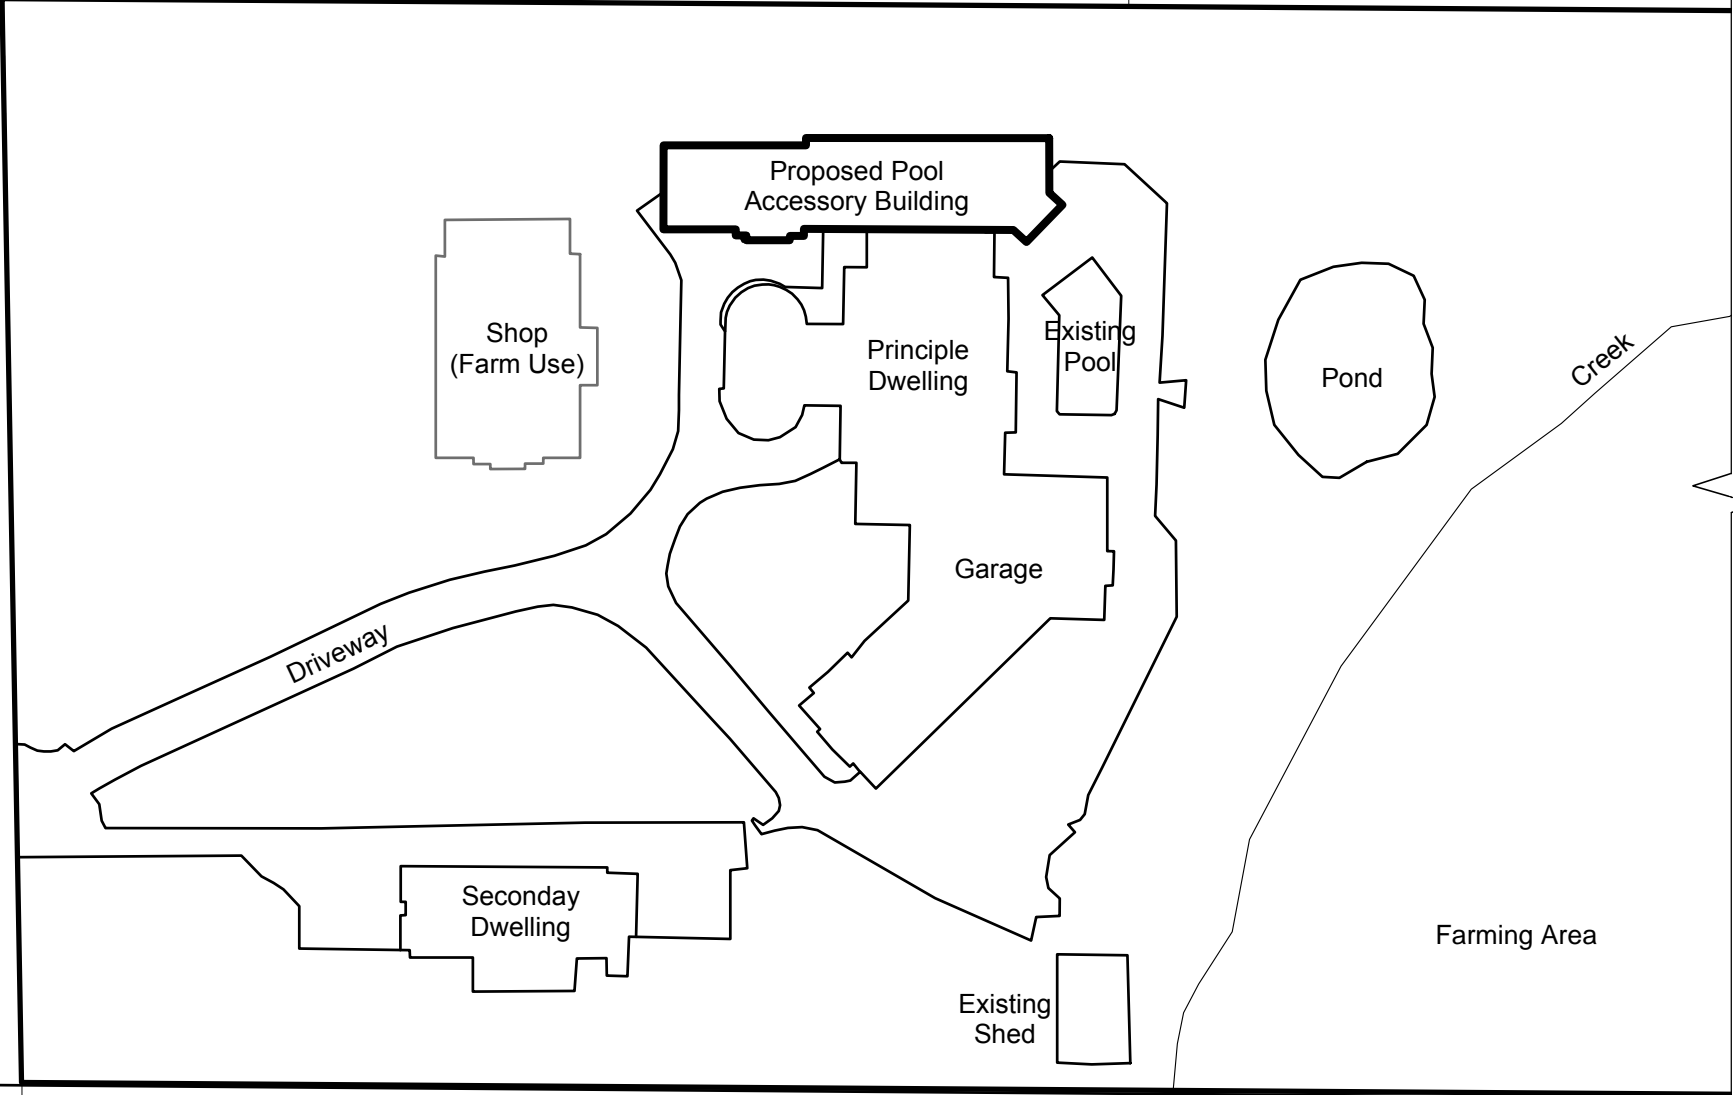 Proposed Pool
Accessory Building
Shop
(Farm Use)
Principle
Dwelling
Existing
Pool
Pond
Creek
Garage
Driveway
Seconday
Dwelling
Farming Area
Existing
Shed